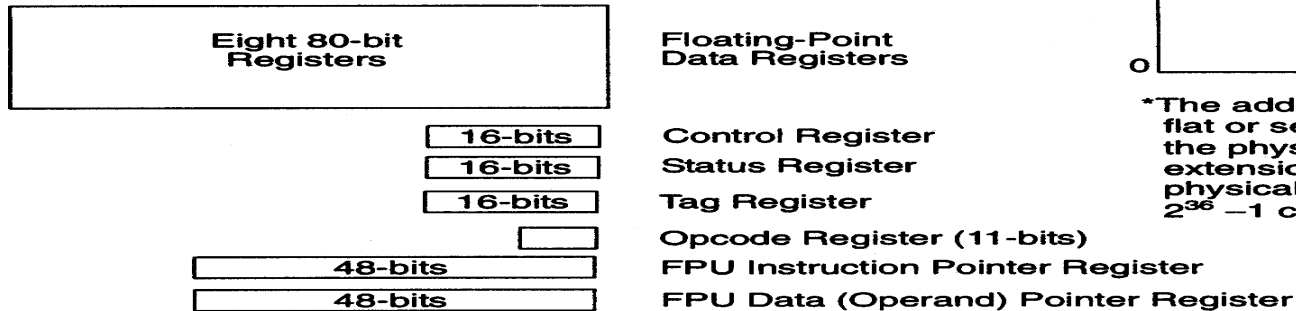 Eight 80-bit
Registers
Floating-Point
Data Registers
0
16-bits
Control Register
16-bits
Status Register
16-bits
Tag Register
Opcode Register (11-bits)
48-bits
FPU Instruction Pointer Register
48-bits
FPU Data (Operand) Pointer Register
*The add
flat or se
the phys
extension
physical
2³⁶ –1 c